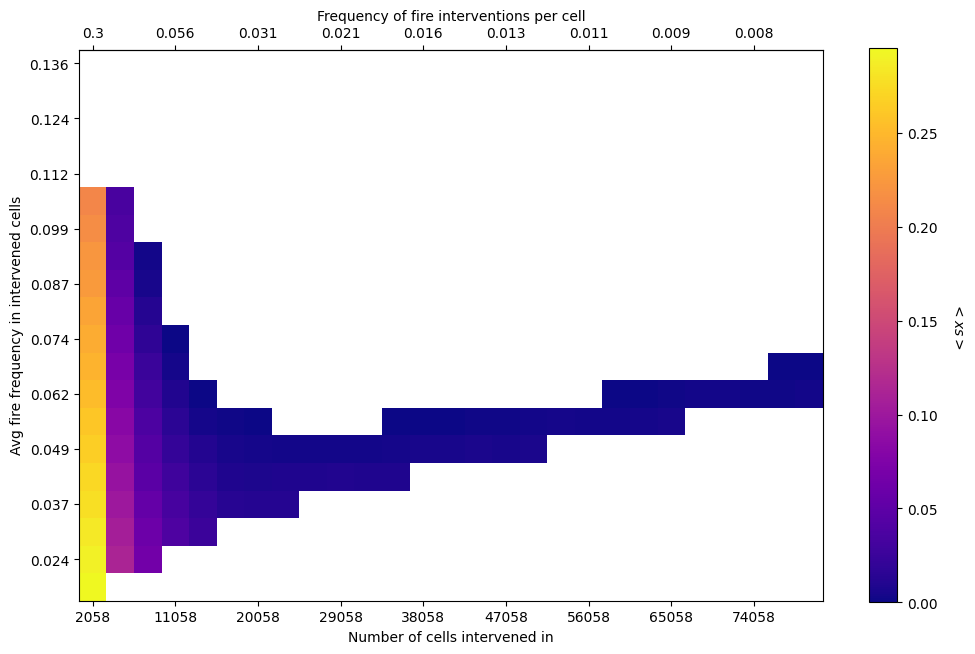 Frequency of fire interventions per cell
0.3 0.056 0.031 0.021 0.016 0.013 0.011 0.009 0.008
Avg fire frequency in intervened cells
0.136
0.124
0.112
0.099
0.087
0.074
0.062
0.049
0.037
0.024
2058 11058 20058 29058 38058 47058 56058 65058 74058
Number of cells intervened in
0.25
0.20
0.15
0.10
0.05
0.00
< sx >